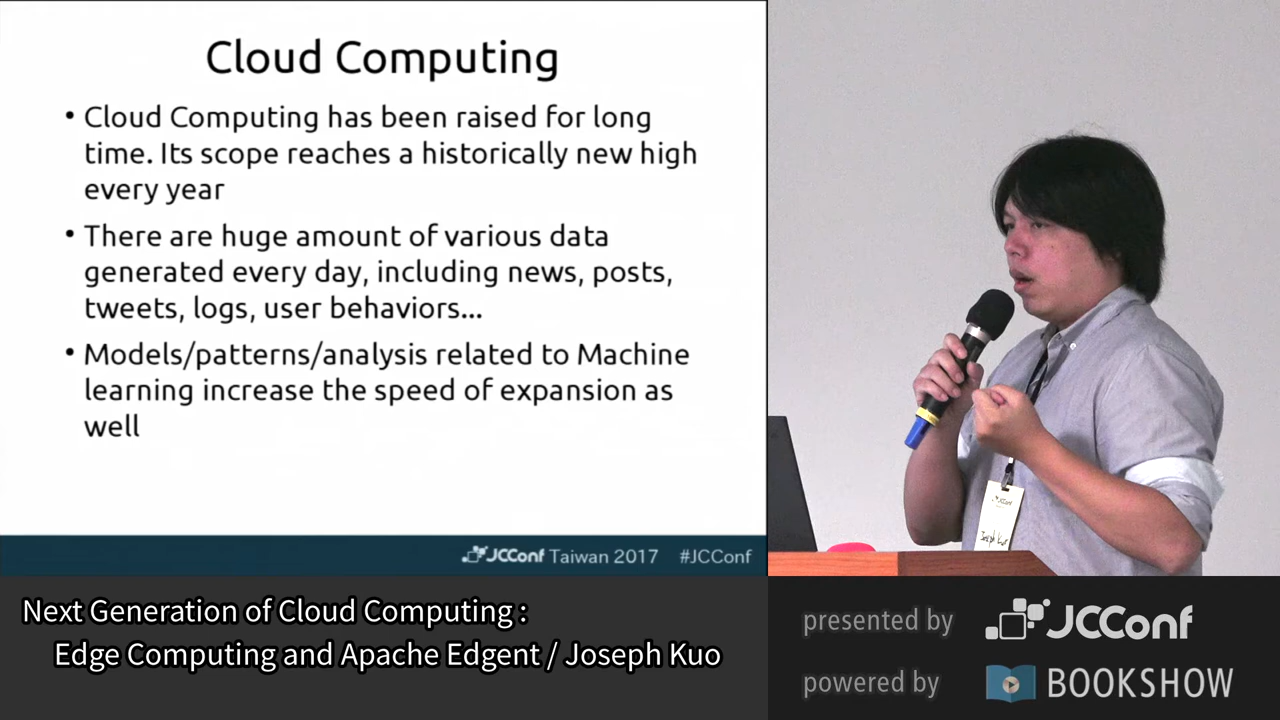 Cloud Computing
• Cloud Computing has been raised for long
time. Its scope reaches a historically new high
every year
• There are huge amount of various data
generated every day, including news, posts,
tweets, logs, user behaviors...
• Models/patterns/analysis related to Machine
learning increase the speed of expansion as
well
JCConf Taiwan 2017 #JCConf
JCConf
Joseph Kuo
Next Generation of Cloud Computing :
Edge Computing and Apache Edgent / Joseph Kuo
presented by JCConf
powered by BOOKSHOW